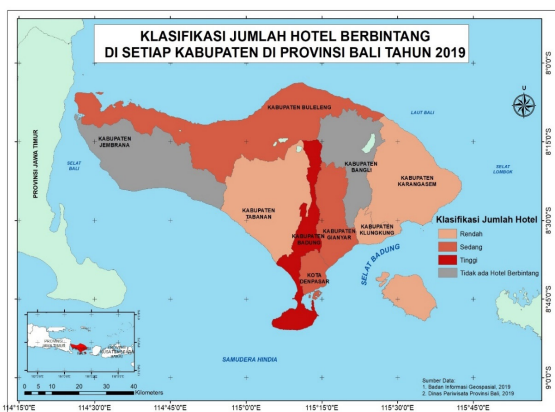 KLASIFIKASI JUMLAH HOTEL BERBINTANG
DI SETIAP KABUPATEN DI PROVINSI BALI TAHUN 2019
8°0'0"S
8°15'0"S
8°30'0"S
8°45'0"S
9°0'0"S
PROVINSI JAWA TIMUR
SELAT
BALI
KABUPATEN
JEMBRANA
KABUPATEN BULELENG
LAUT BALI
U
KABUPATEN
BANGLI
KABUPATEN
KARANGASEM
SELAT
LOMBOK
KABUPATEN
TABANAN
KABUPATEN
BADUNG
KABUPATEN
GIANYAR
KABUPATEN
KLUNGKUNG
KOTA
DENPASAR
SELAT BADUNG
SAMUDERA HINDIA
Klasifikasi Jumlah Hotel
Rendah
Sedang
Tinggi
Tidak ada Hotel Berbintang
0 5 10 20 30 40
Kilometers
Sumber Data:
1. Badan Informasi Geospasial, 2019
2. Dinas Pariwisata Provinsi Bali, 2019
114°15'0"E
114°30'0"E
114°45'0"E
115°0'0"E
115°15'0"E
115°30'0"E
115°45'0"E